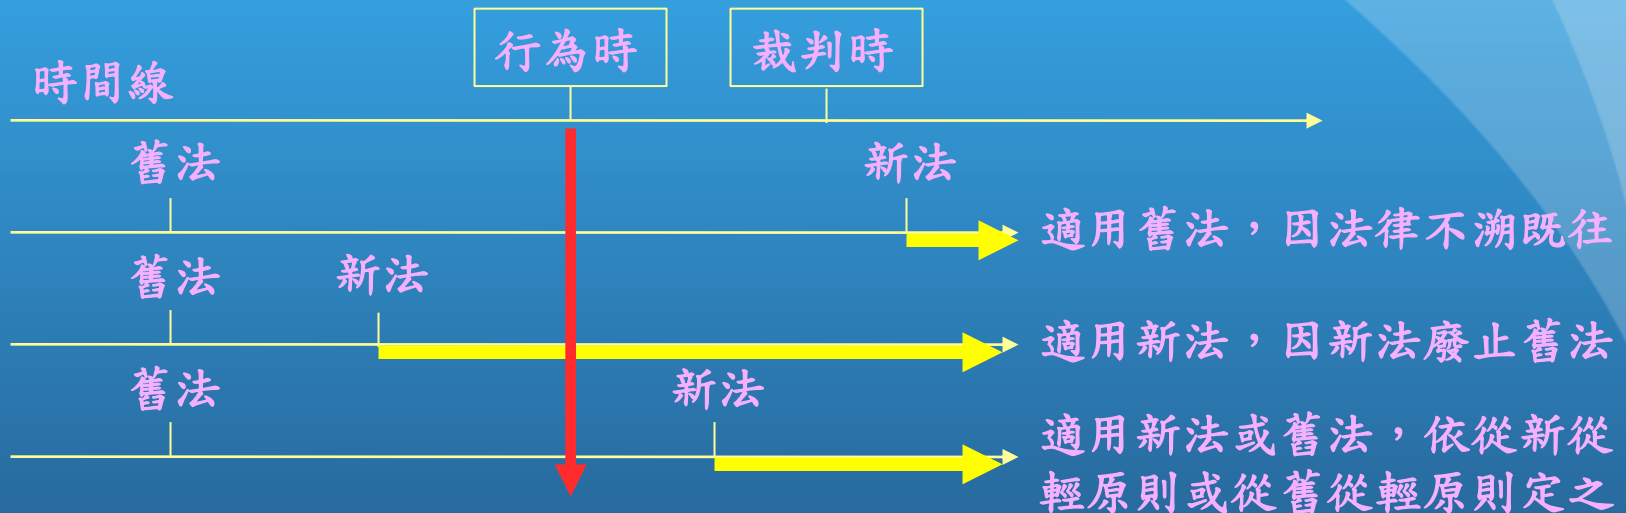 行為時
裁判時
時間線
舊法
新法
適用舊法，因法律不溯既往
舊法
新法
適用新法，因新法廢止舊法
舊法
新法
適用新法或舊法，依從新從
輕原則或從舊從輕原則定之